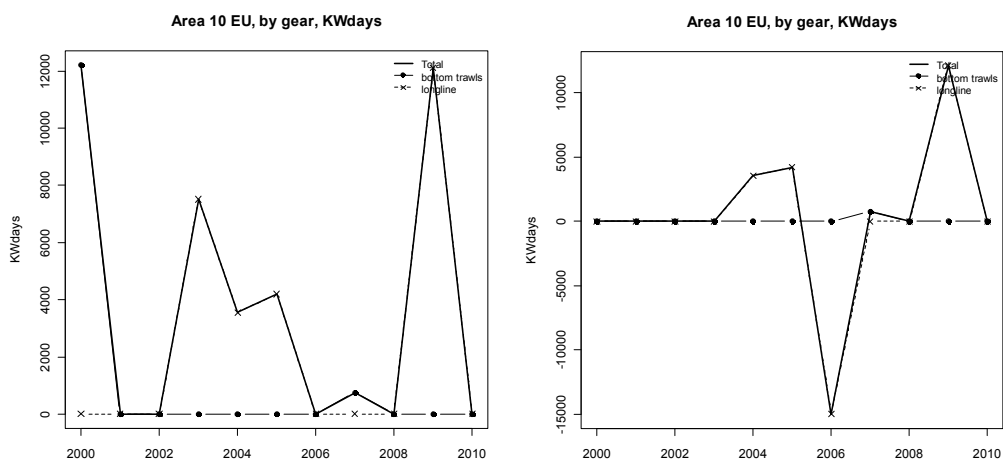 Area 10 EU, by gear, KWdays
KWdays
12000
10000
8000
6000
4000
2000
0
Total
bottom trawls
longline
2000
2002
2004
2006
2008
2010
Area 10 EU, by gear, KWdays
KWdays
10000
5000
0
-5000
-10000
-15000
Total
bottom trawls
longline
2000
2002
2004
2006
2008
2010